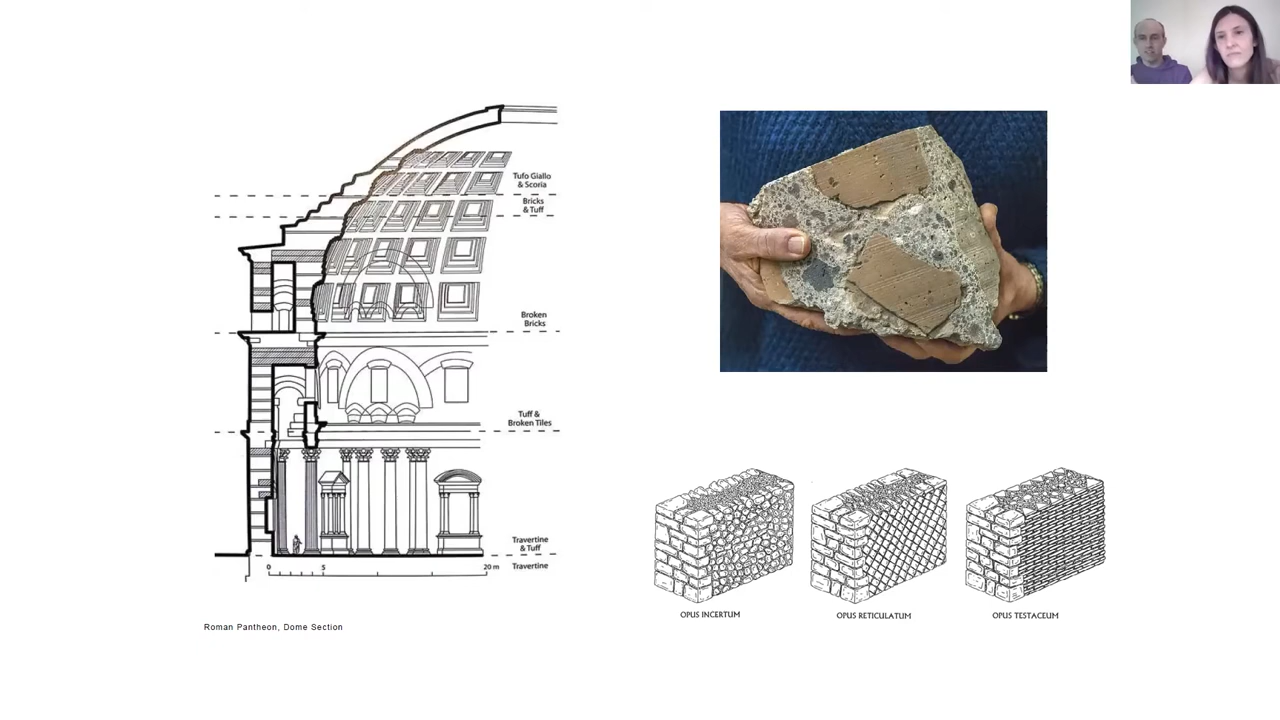 Tufo Giallo
& Scoria
Bricks
& Tuff
Broken
Bricks
Tuff &
Broken Tiles
Travertine
& Tuff
0 5 20 m Travertine
Roman Pantheon, Dome Section
OPUS INCERTUM OPUS RETICULATUM OPUS TESTACEUM